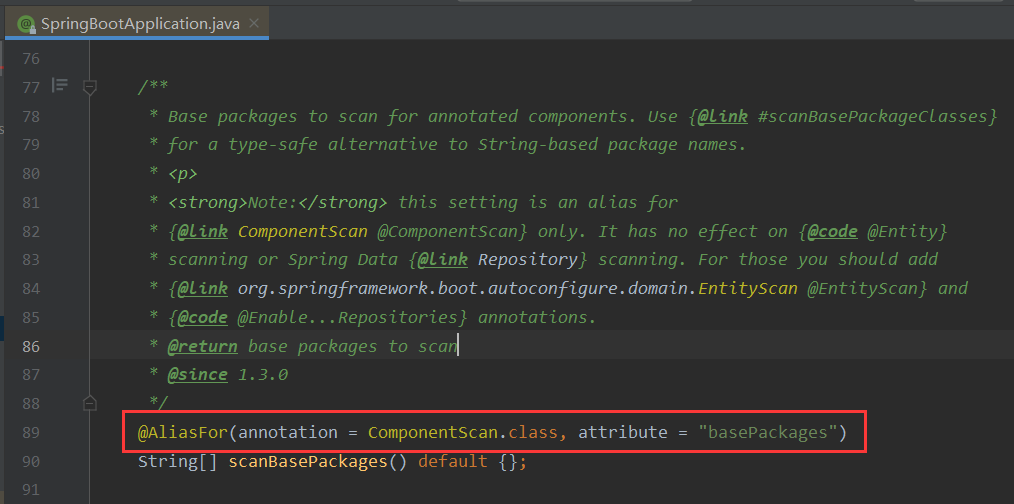 SpringBootApplication.java
76
77 /**
78 * Base packages to scan for annotated components. Use {@link #scanBasePackageClasses}
79 * for a type-safe alternative to String-based package names.
80 * <p>
81 * <strong>Note:</strong> this setting is an alias for
82 * {@link ComponentScan @ComponentScan} only. It has no effect on {@code @Entity}
83 * scanning or Spring Data {@link Repository} scanning. For those you should add
84 * {@link org.springframework.boot.autoconfigure.domain.EntityScan @EntityScan} and
85 * {@code @Enable...Repositories} annotations.
86 * @return base packages to scan
87 * @since 1.3.0
88 */
89 @AliasFor(annotation = ComponentScan.class, attribute = "basePackages")
90 String[] scanBasePackages() default {};
91